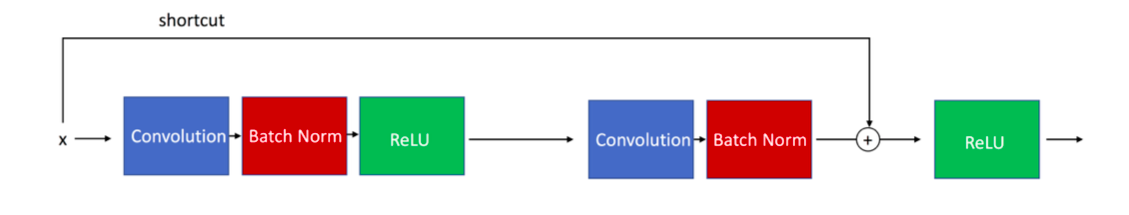 shortcut
x
Convolution
Batch Norm
ReLU
Convolution
Batch Norm
+
ReLU